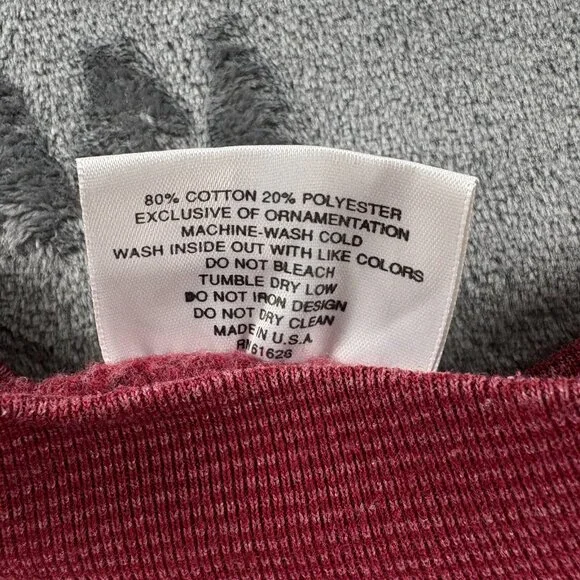 80% COTTON 20% POLYESTER
EXCLUSIVE OF ORNAMENTATION
MACHINE-WASH COLD
WASH INSIDE OUT WITH LIKE COLORS
DO NOT BLEACH
TUMBLE DRY LOW
DO NOT IRON DESIGN
DO NOT DRY CLEAN
MADE IN U.S.A
RN61626